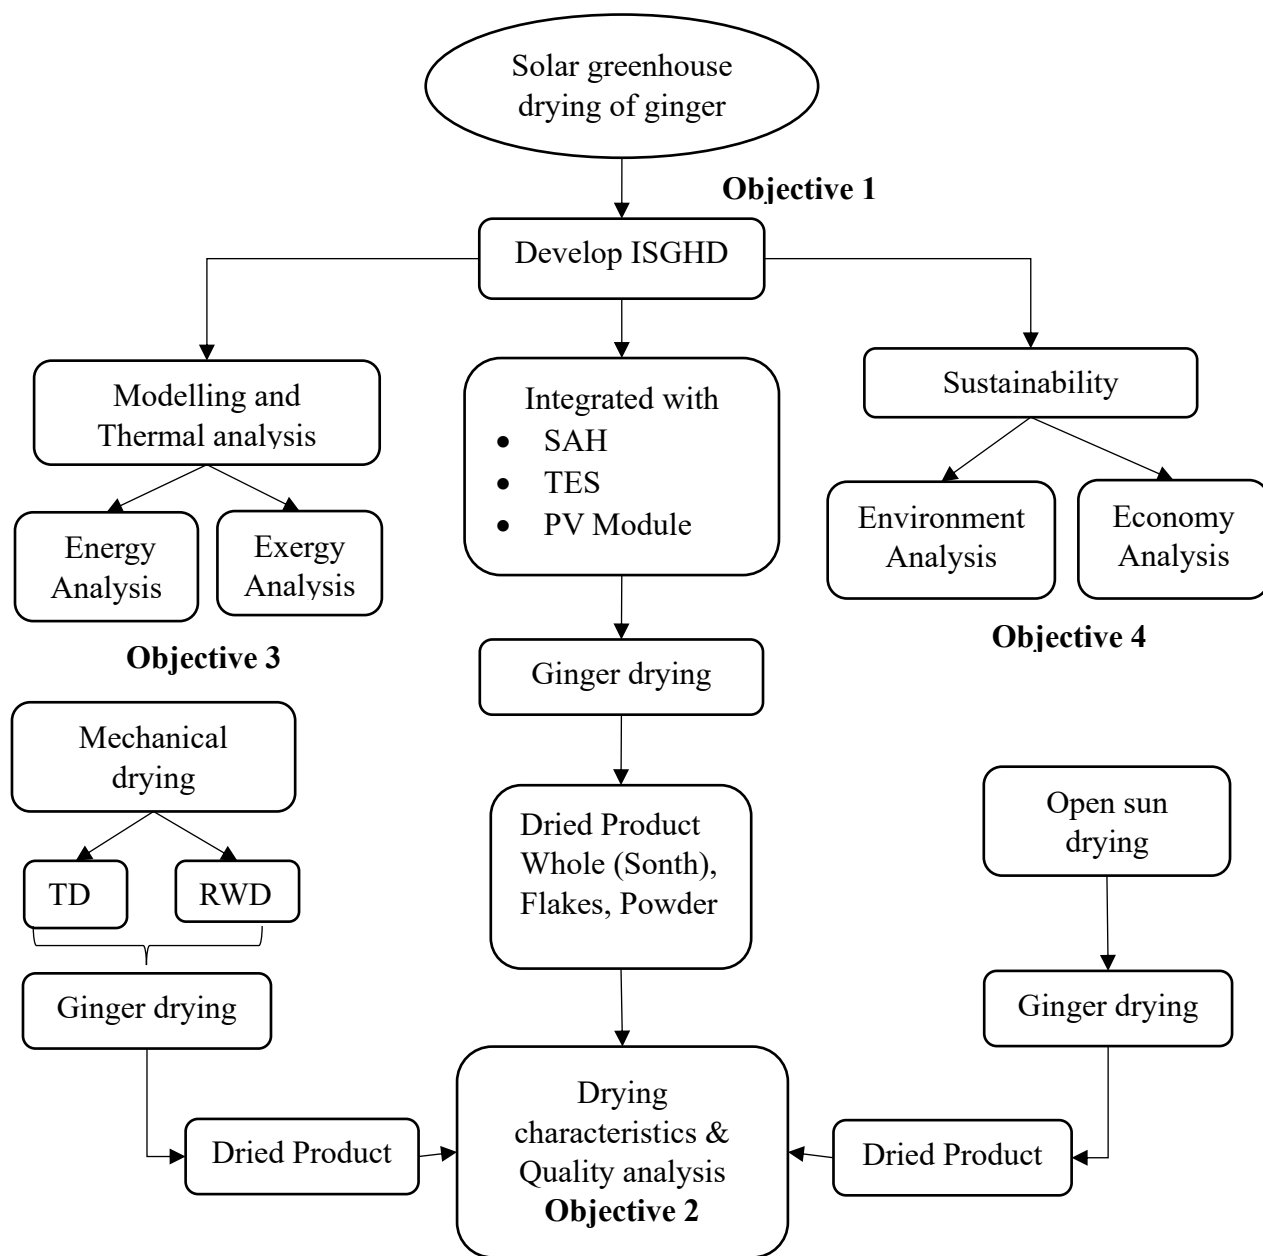 Solar greenhouse
drying of ginger
Objective 1
Develop ISGHD
Modelling and
Thermal analysis
Integrated with
• SAH
• TES
• PV Module
Sustainability
Energy
Analysis
Exergy
Analysis
Environment
Analysis
Economy
Analysis
Objective 3
Objective 4
Ginger drying
Mechanical
drying
TD
RWD
Ginger drying
Dried Product
Whole (Sonth),
Flakes, Powder
Open sun
drying
Ginger drying
Dried Product
Drying
characteristics &
Quality analysis
Objective 2
Dried Product